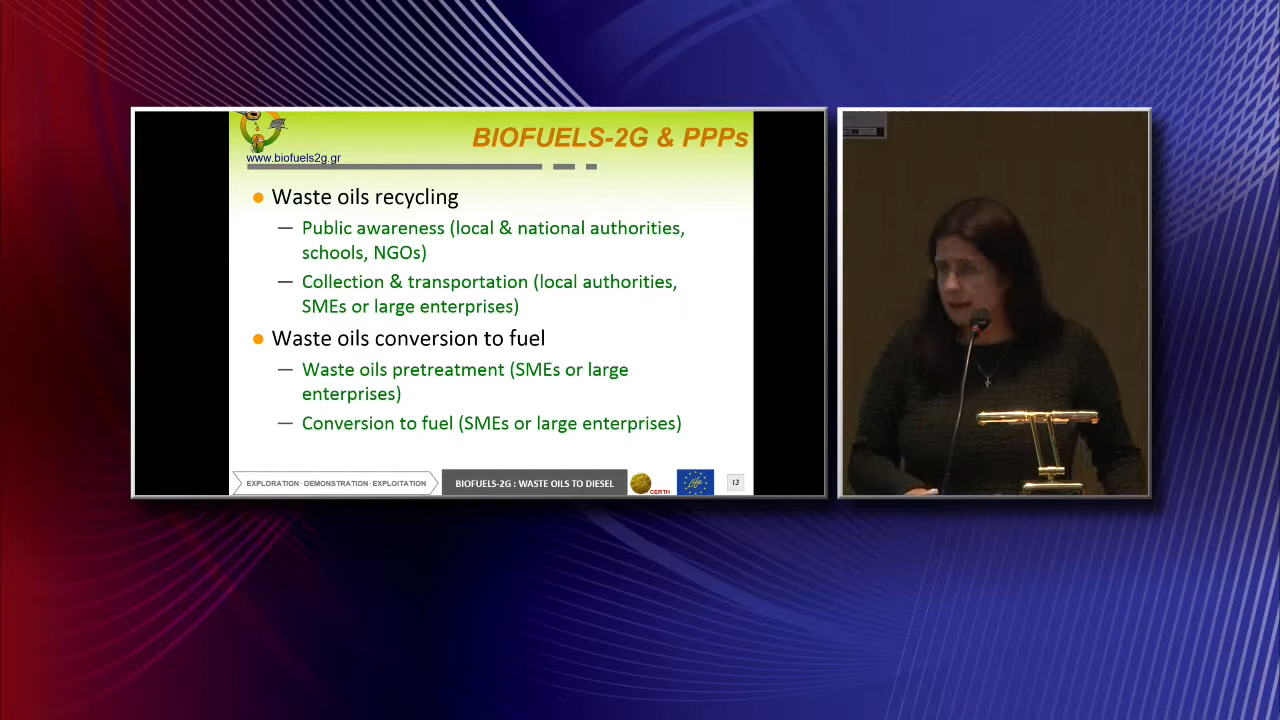 BIOFUELS-2G & PPPs
www.biofuels2g.gr
Waste oils recycling
— Public awareness (local & national authorities,
schools, NGOs)
— Collection & transportation (local authorities,
SMEs or large enterprises)
Waste oils conversion to fuel
— Waste oils pretreatment (SMEs or large
enterprises)
— Conversion to fuel (SMEs or large enterprises)
EXPLORATION · DEMONSTRATION · EXPLOITATION
BIOFUELS-2G : WASTE OILS TO DIESEL
CERTH
Life
13